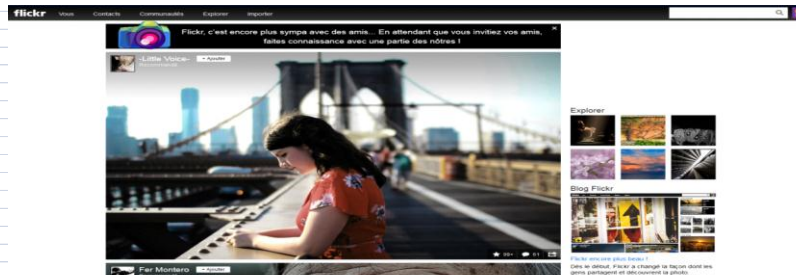 flickr
Vous Contacts Communautés Explorer Importer
Flickr, c'est encore plus sympa avec des amis... En attendant que vous invitiez vos amis,
faites connaissance avec une partie des nôtres !
-Little Voice- + Ajouter
Recommandé
Explorer
Blog Flickr
61
Fer Montero + Ajouter
Flickr encore plus beau !
Dès le début, Flickr a changé la façon dont les
gens partagent et découvrent la photo